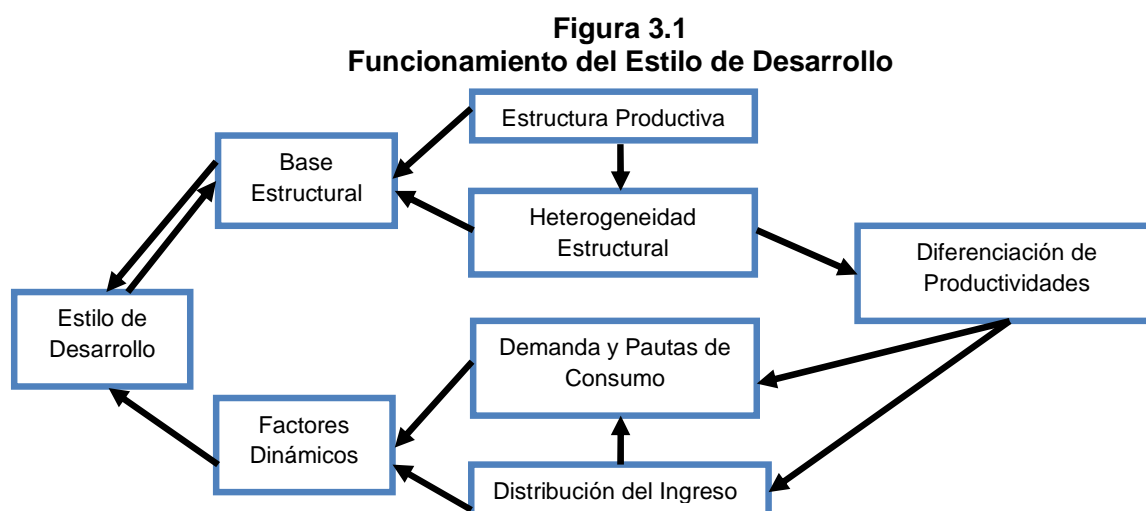 Figura 3.1
Funcionamiento del Estilo de Desarrollo
Estructura Productiva
Base
Estructural
Heterogeneidad
Estructural
Diferenciación de
Productividades
Estilo de
Desarrollo
Demanda y Pautas de
Consumo
Factores
Dinámicos
Distribución del Ingreso